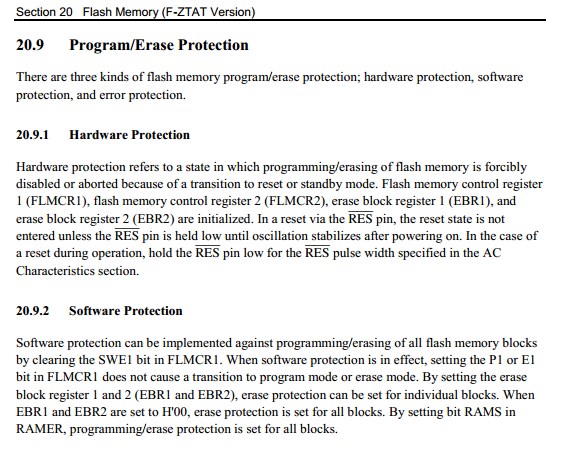 Section 20 Flash Memory (F-ZTAT Version)
20.9 Program/Erase Protection
There are three kinds of flash memory program/erase protection; hardware protection, software
protection, and error protection.
20.9.1 Hardware Protection
Hardware protection refers to a state in which programming/erasing of flash memory is forcibly
disabled or aborted because of a transition to reset or standby mode. Flash memory control register
1 (FLMCR1), flash memory control register 2 (FLMCR2), erase block register 1 (EBR1), and
erase block register 2 (EBR2) are initialized. In a reset via the RES pin, the reset state is not
entered unless the RES pin is held low until oscillation stabilizes after powering on. In the case of
a reset during operation, hold the RES pin low for the RES pulse width specified in the AC
Characteristics section.
20.9.2 Software Protection
Software protection can be implemented against programming/erasing of all flash memory blocks
by clearing the SWE1 bit in FLMCR1. When software protection is in effect, setting the P1 or E1
bit in FLMCR1 does not cause a transition to program mode or erase mode. By setting the erase
block register 1 and 2 (EBR1 and EBR2), erase protection can be set for individual blocks. When
EBR1 and EBR2 are set to H'00, erase protection is set for all blocks. By setting bit RAMS in
RAMER, programming/erase protection is set for all blocks.